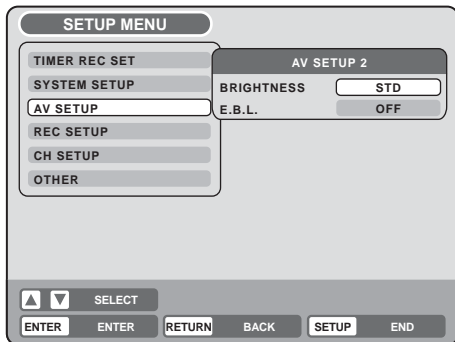 SETUP MENU
TIMER REC SET
SYSTEM SETUP
AV SETUP
REC SETUP
CH SETUP
OTHER
AV SETUP 2
BRIGHTNESS STD
E.B.L. OFF
SELECT
ENTER ENTER RETURN BACK SETUP END